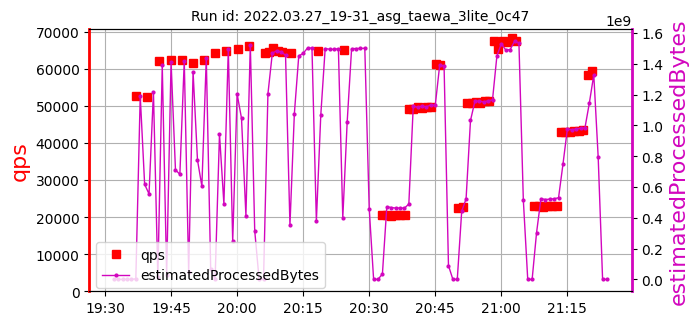 Run id: 2022.03.27_19-31_asg_taewa_3lite_0c47
1e9
70000
60000
50000
40000
30000
20000
10000
0
qps
1.6
1.4
1.2
1.0
0.8
0.6
0.4
0.2
0.0
estimatedProcessedBytes
qps
estimatedProcessedBytes
19:30 19:45 20:00 20:15 20:30 20:45 21:00 21:15